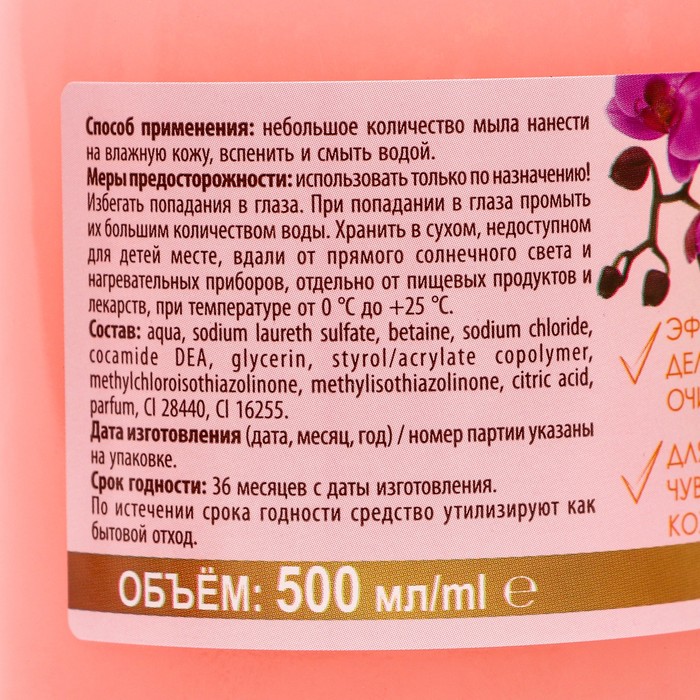 Способ применения: небольшое количество мыла нанести
на влажную кожу, вспенить и смыть водой.
Меры предосторожности: использовать только по назначению!
Избегать попадания в глаза. При попадании в глаза промыть
их большим количеством воды. Хранить в сухом, недоступном
для детей месте, вдали от прямого солнечного света и
нагревательных приборов, отдельно от пищевых продуктов и
лекарств, при температуре от 0 °С до +25 °С.
Состав: aqua, sodium laureth sulfate, betaine, sodium chloride,
cocamide DEA, glycerin, styrol/acrylate copolymer,
methylchloroisothiazolinone, methylisothiazolinone, citric acid,
parfum, Cl 28440, Cl 16255.
Дата изготовления (дата, месяц, год) / номер партии указаны
на упаковке.
Срок годности: 36 месяцев с даты изготовления.
По истечении срока годности средство утилизируют как
бытовой отход.
ОБЪЁМ: 500 мл/ml ℮